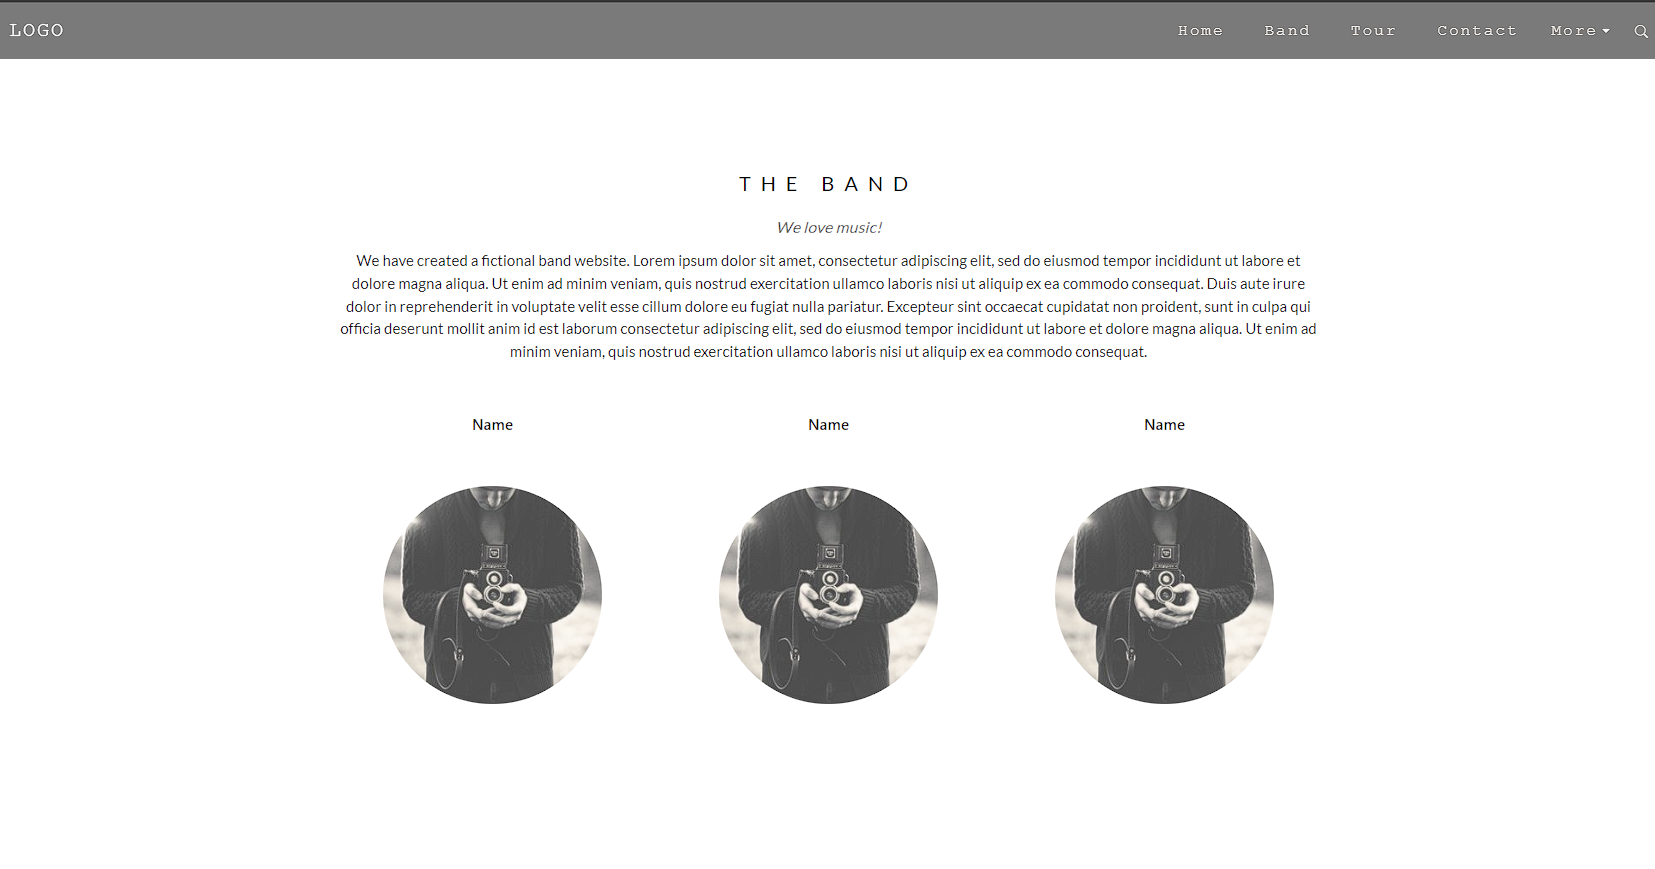 LOGO
Home Band Tour Contact More
THE BAND
We love music!
We have created a fictional band website. Lorem ipsum dolor sit amet, consectetur adipiscing elit, sed do eiusmod tempor incididunt ut labore et
dolore magna aliqua. Ut enim ad minim veniam, quis nostrud exercitation ullamco laboris nisi ut aliquip ex ea commodo consequat. Duis aute irure
dolor in reprehenderit in voluptate velit esse cillum dolore eu fugiat nulla pariatur. Excepteur sint occaecat cupidatat non proident, sunt in culpa qui
officia deserunt mollit anim id est laborum consectetur adipiscing elit, sed do eiusmod tempor incididunt ut labore et dolore magna aliqua. Ut enim ad
minim veniam, quis nostrud exercitation ullamco laboris nisi ut aliquip ex ea commodo consequat.
Name
Name
Name